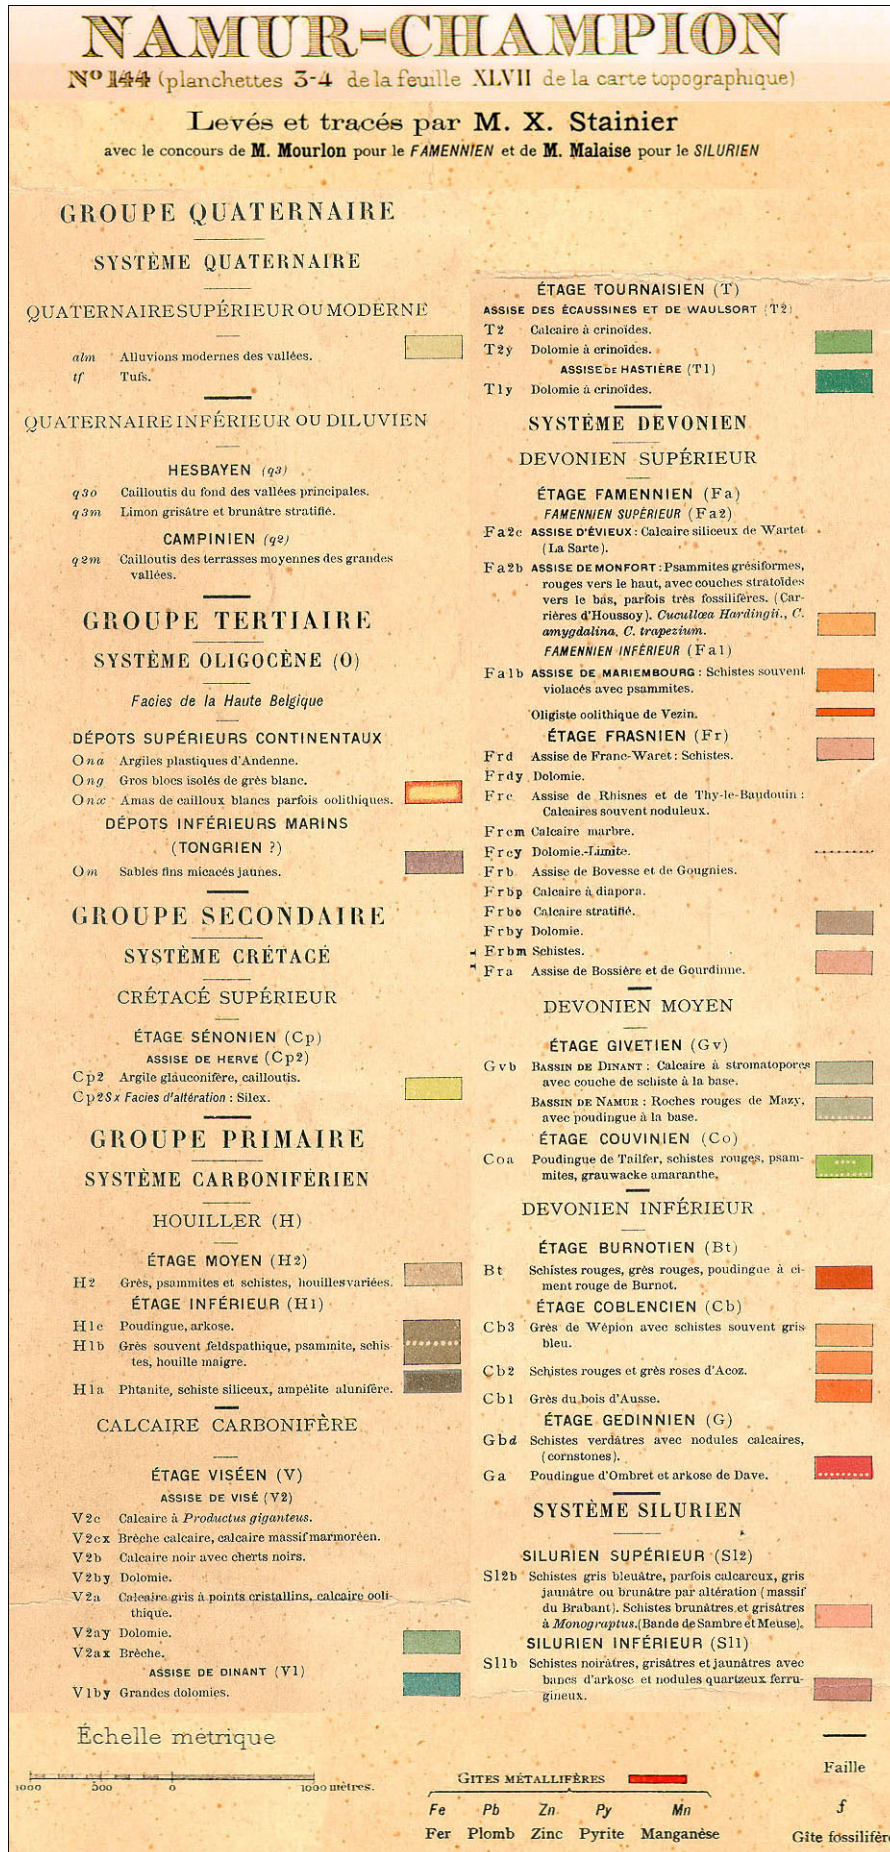 NAMUR=CHAMPION
Nº 144 (planchettes 3-4 de la feuille XLVII de la carte topographique)
Levés et tracés par M. X. Stainier
avec le concours de M. Mourlon pour le FAMENNIEN et de M. Malaise pour le SILURIEN
GROUPE QUATERNAIRE
SYSTÈME QUATERNAIRE
QUATERNAIRE SUPÉRIEUR OU MODERNE
alm Alluvions modernes des vallées.
tf Tufs.
QUATERNAIRE INFÉRIEUR OU DILUVIEN
HESBAYEN (q3)
q3o Cailloutis du fond des vallées principales.
q3m Limon grisâtre et brunâtre stratifié.
CAMPINIEN (q2)
q2m Cailloutis des terrasses moyennes des grandes
vallées.
GROUPE TERTIAIRE
SYSTÈME OLIGOCÈNE (O)
Facies de la Haute Belgique
DÉPOTS SUPÉRIEURS CONTINENTAUX
Ona Argiles plastiques d'Andenne.
Ong Gros blocs isolés de grès blanc.
Onx Amas de cailloux blancs parfois oolithiques.
DÉPOTS INFÉRIEURS MARINS
(TONGRIEN ?)
Om Sables fins micacés jaunes.
GROUPE SECONDAIRE
SYSTÈME CRÉTACÉ
CRÉTACÉ SUPÉRIEUR
ÉTAGE SÉNONIEN (Cp)
ASSISE DE HERVE (Cp2)
Cp2 Argile glauconifère, cailloutis.
Cp2Sx Facies d'altération : Silex.
GROUPE PRIMAIRE
SYSTÈME CARBONIFÉRIEN
HOUILLER (H)
ÉTAGE MOYEN (H2)
H2 Grès, psammites et schistes, houilles variées.
ÉTAGE INFÉRIEUR (H1)
H1c Poudingue, arkose.
H1b Grès souvent feldspathique, psammite, schis-
tes, houille maigre.
H1a Phtanite, schiste siliceux, ampélite alunifère.
CALCAIRE CARBONIFÈRE
ÉTAGE VISÉEN (V)
ASSISE DE VISÉ (V2)
V2c Calcaire à Productus giganteus.
V2cx Brèche calcaire, calcaire massif marmoréen.
V2b Calcaire noir avec cherts noirs.
V2by Dolomie.
V2a Calcaire gris à points cristallins, calcaire ooli-
thique.
V2ay Dolomie.
V2ax Brèche.
ASSISE DE DINANT (V1)
V1by Grandes dolomies.
ÉTAGE TOURNAISIEN (T)
ASSISE DES ÉCAUSSINES ET DE WAULSORT (T2)
T2 Calcaire à crinoïdes.
T2y Dolomie à crinoïdes.
ASSISE DE HASTIÈRE (T1)
T1y Dolomie à crinoïdes.
SYSTÈME DEVONIEN
DEVONIEN SUPÉRIEUR
ÉTAGE FAMENNIEN (Fa)
FAMENNIEN SUPÉRIEUR (Fa2)
Fa2c ASSISE D'ÉVIEUX : Calcaire siliceux de Wartet
(La Sarte).
Fa2b ASSISE DE MONFORT : Psammites grésiformes,
rouges vers le haut, avec couches stratoïdes
vers le bas, parfois très fossilifères. (Car-
rières d'Houssoy). Cucullœa Hardingii., C.
amygdalina, C. trapezium.
FAMENNIEN INFÉRIEUR (Fa1)
Fa1b ASSISE DE MARIEMBOURG : Schistes souvent
violacés avec psammites.
Oligiste oolithique de Vezin.
ÉTAGE FRASNIEN (Fr)
Frd Assise de Franc-Waret : Schistes.
Frdy Dolomie.
Frc Assise de Rhisnes et de Thy-le-Baudouin :
Calcaires souvent noduleux.
Frcm Calcaire marbre.
Frcy Dolomie.-Limite.
Frb Assise de Bovesse et de Gougnies.
Frbp Calcaire à diapora.
Frbo Calcaire stratifié.
Frby Dolomie.
Frbm Schistes.
Fra Assise de Bossière et de Gourdinne.
DEVONIEN MOYEN
ÉTAGE GIVETIEN (Gv)
Gvb BASSIN DE DINANT : Calcaire à stromatopores
avec couche de schiste à la base.
BASSIN DE NAMUR : Roches rouges de Mazy,
avec poudingue à la base.
ÉTAGE COUVINIEN (Co)
Coa Poudingue de Tailfer, schistes rouges, psam-
mites, grauwacke amaranthe.
DEVONIEN INFÉRIEUR
ÉTAGE BURNOTIEN (Bt)
Bt Schistes rouges, grès rouges, poudingue à ci-
ment rouge de Burnot.
ÉTAGE COBLENCIEN (Cb)
Cb3 Grès de Wépion avec schistes souvent gris
bleu.
Cb2 Schistes rouges et grès roses d'Acoz.
Cb1 Grès du bois d'Ausse.
ÉTAGE GEDINNIEN (G)
Gbd Schistes verdâtres avec nodules calcaires,
(cornstones).
Ga Poudingue d'Ombret et arkose de Dave.
SYSTÈME SILURIEN
SILURIEN SUPÉRIEUR (Sl2)
Sl2b Schistes gris bleuâtre, parfois calcareux, gris
jaunâtre ou brunâtre par altération (massif
du Brabant). Schistes brunâtres et grisâtres
à Monograptus. (Bande de Sambre et Meuse).
SILURIEN INFÉRIEUR (Sl1)
Sl1b Schistes noirâtres, grisâtres et jaunâtres avec
bancs d'arkose et nodules quartzeux ferru-
gineux.
Échelle métrique
1000 500 0 1000 mètres.
GITES MÉTALLIFÈRES
Fe Pb Zn Py Mn
Fer Plomb Zinc Pyrite Manganèse
Faille
f
Gîte fossilifère